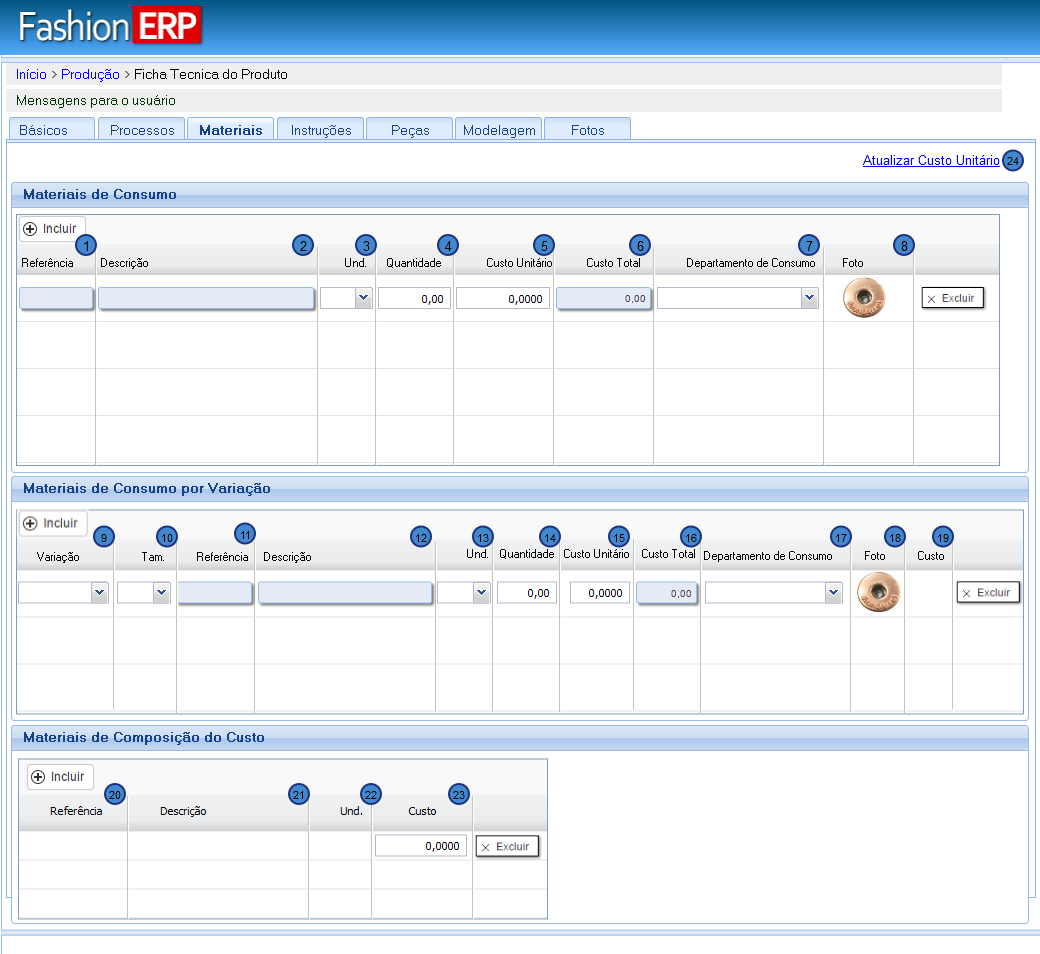 Fashion ERP
Início > Produção > Ficha Tecnica do Produto
Mensagens para o usuário
Básicos Processos Materiais Instruções Peças Modelagem Fotos
Atualizar Custo Unitário 24
Materiais de Consumo
Incluir
1 2 3 4 5 6 7 8
Referência Descrição Und. Quantidade Custo Unitário Custo Total Departamento de Consumo Foto
0,00 0,0000 0,00 Excluir
Materiais de Consumo por Variação
Incluir
9 10 11 12 13 14 15 16 17 18 19
Variação Tam. Referência Descrição Und. Quantidade Custo Unitário Custo Total Departamento de Consumo Foto Custo
0,00 0,0000 0,00 Excluir
Materiais de Composição do Custo
Incluir
20 21 22 23
Referência Descrição Und. Custo
0,0000 Excluir